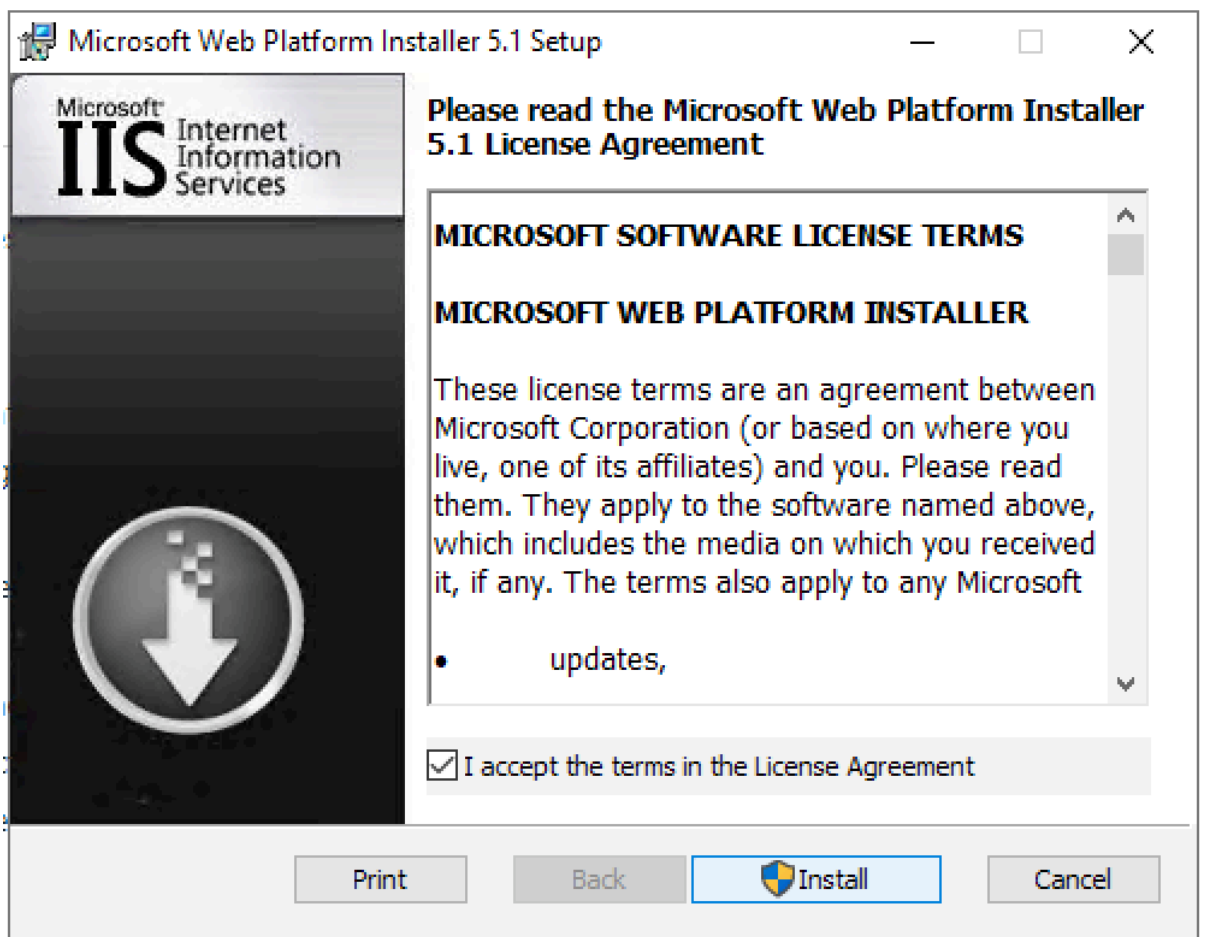 Microsoft Web Platform Installer 5.1 Setup
Microsoft
IIS Internet
Information
Services
Please read the Microsoft Web Platform Installer
5.1 License Agreement
MICROSOFT SOFTWARE LICENSE TERMS
MICROSOFT WEB PLATFORM INSTALLER
These license terms are an agreement between
Microsoft Corporation (or based on where you
live, one of its affiliates) and you. Please read
them. They apply to the software named above,
which includes the media on which you received
it, if any. The terms also apply to any Microsoft
• updates,
I accept the terms in the License Agreement
Print Back Install Cancel